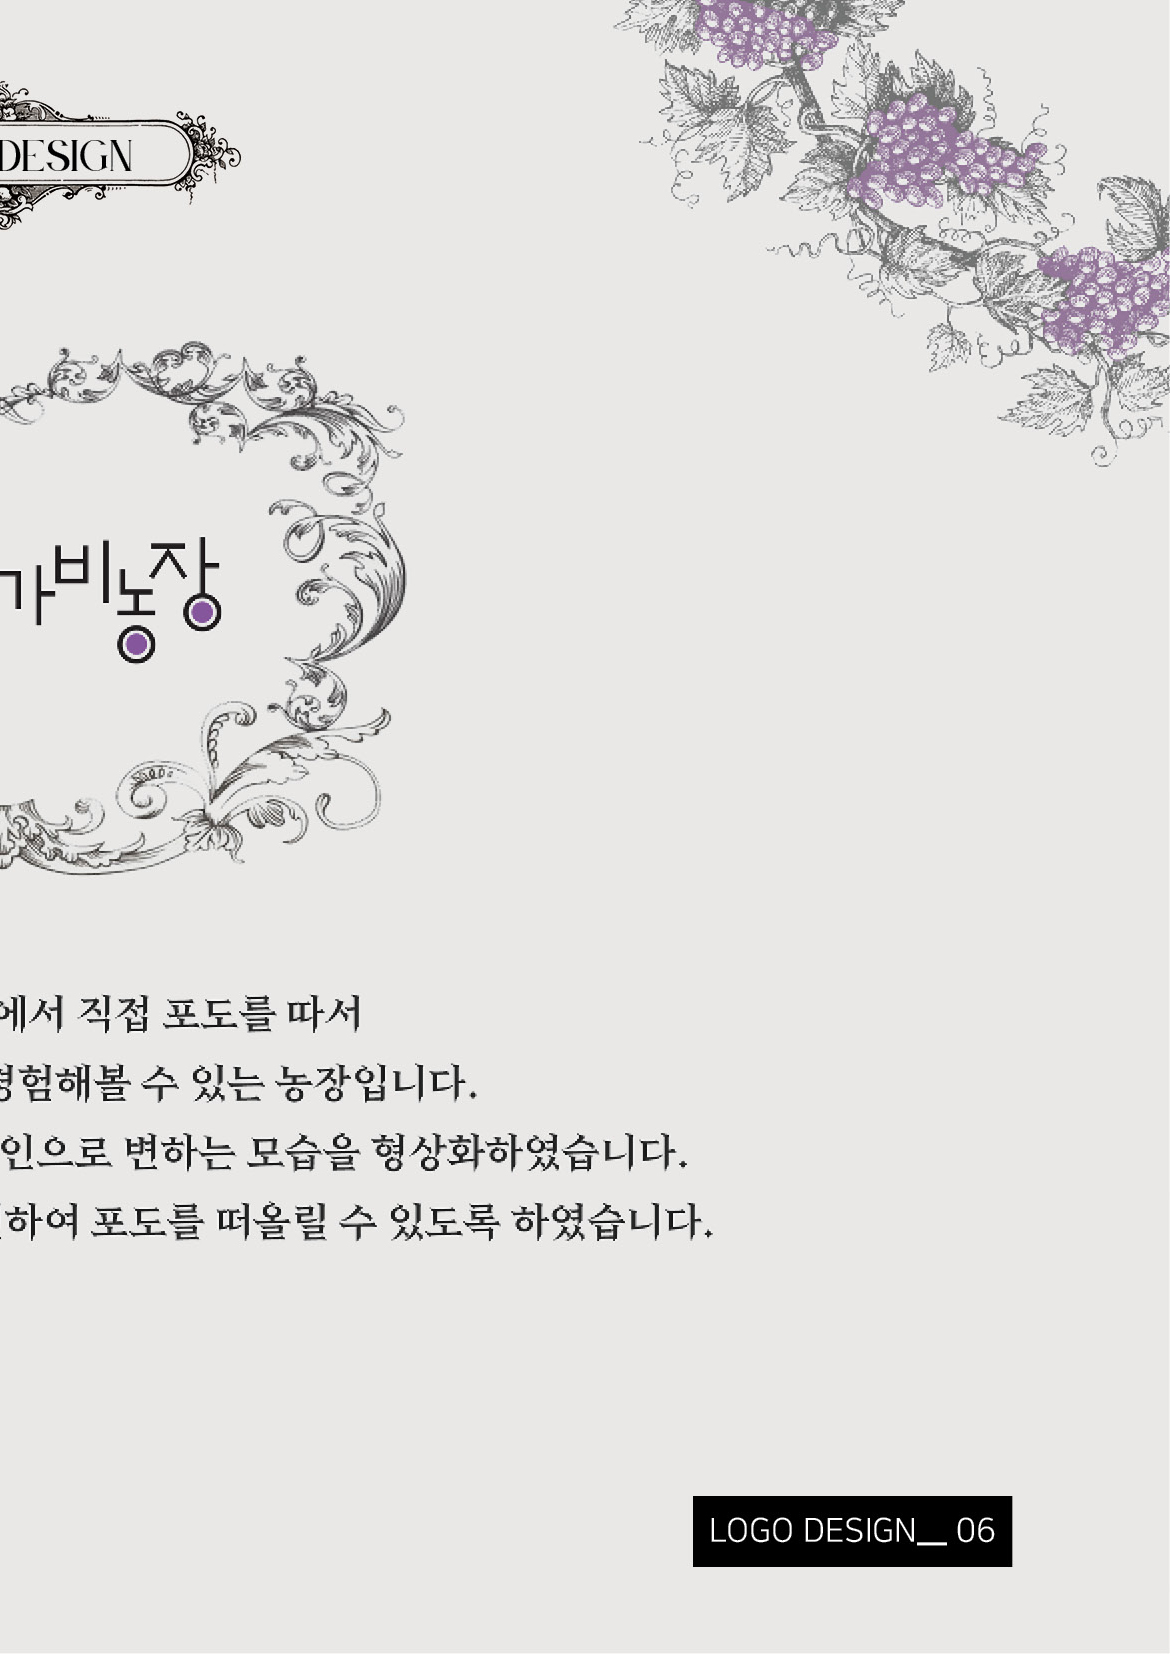 DESIGN
가비농장
에서 직접 포도를 따서
경험해볼 수 있는 농장입니다.
인으로 변하는 모습을 형상화하였습니다.
하여 포도를 떠올릴 수 있도록 하였습니다.
LOGO DESIGN__ 06